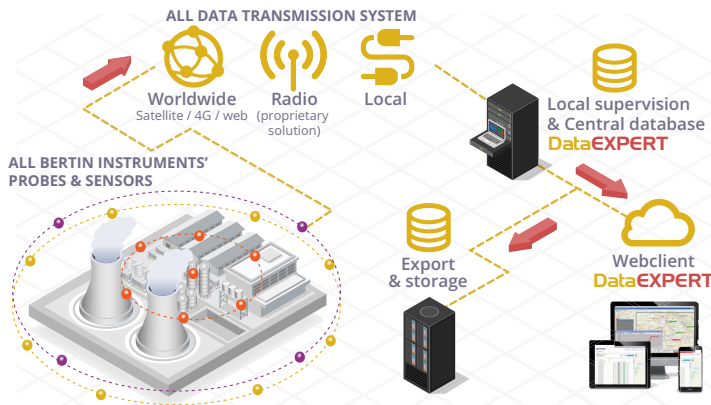 ALL DATA TRANSMISSION SYSTEM
Worldwide
Satellite / 4G / web
Radio
(proprietary
solution)
Local
Local supervision
& Central database
DataEXPERT
ALL BERTIN INSTRUMENTS’
PROBES & SENSORS
Export
& storage
Webclient
DataEXPERT